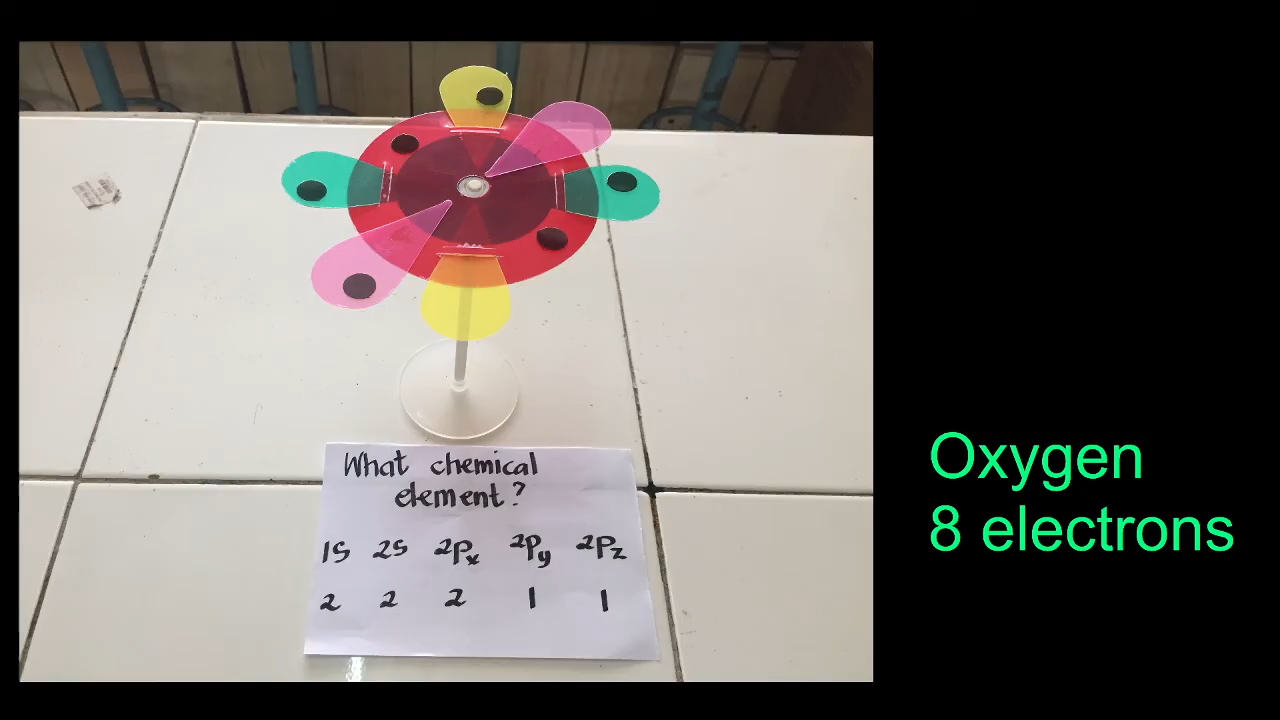 What chemical
element?
1S 2S 2Px 2Py 2Pz
2 2 2 1 1
Oxygen
8 electrons